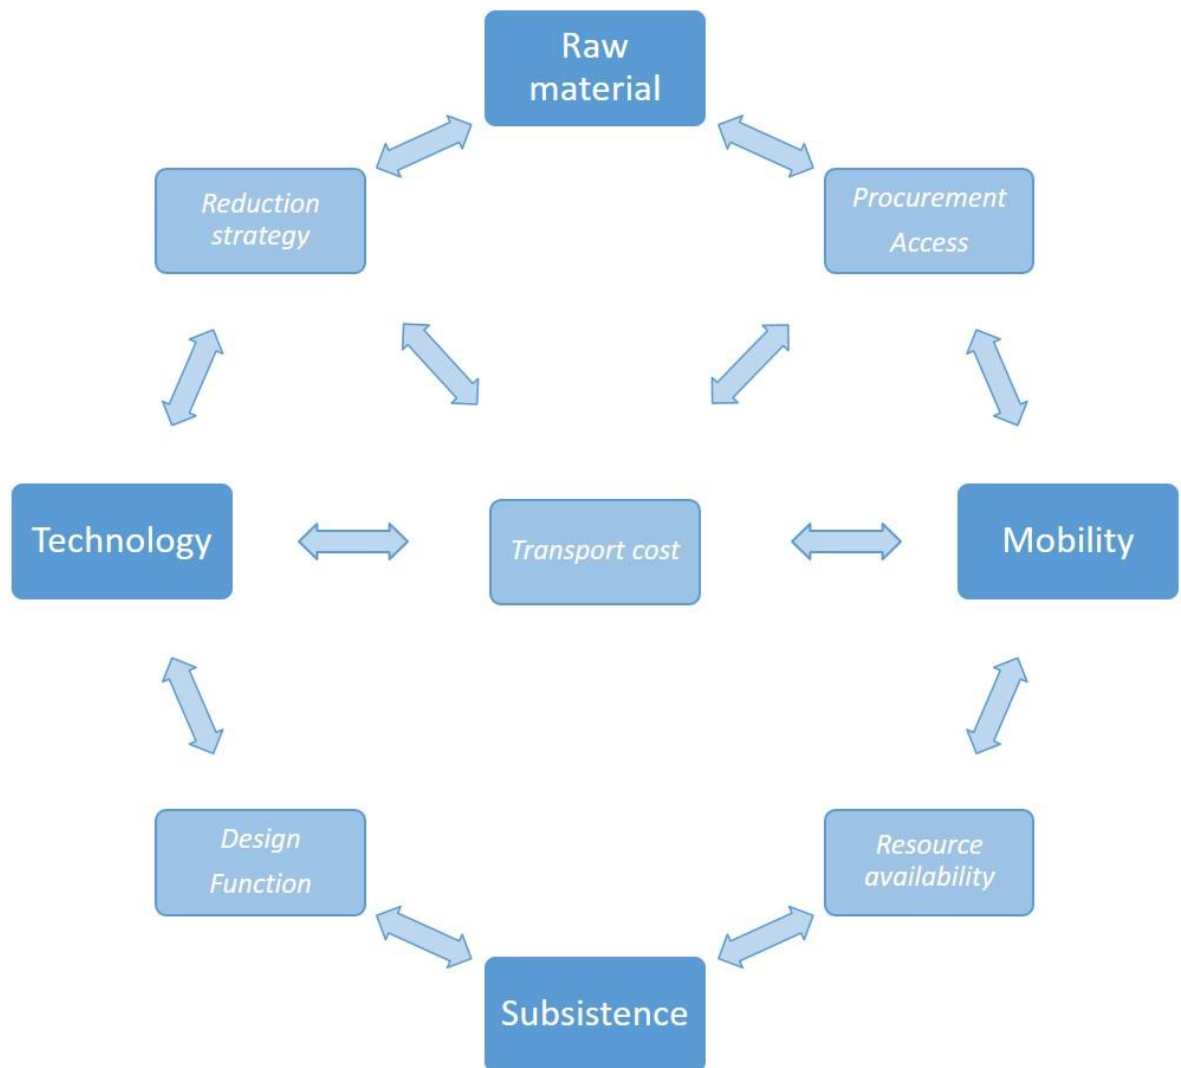 Raw
material
Reduction
strategy
Procurement
Access
Technology
Transport cost
Mobility
Design
Function
Resource
availability
Subsistence